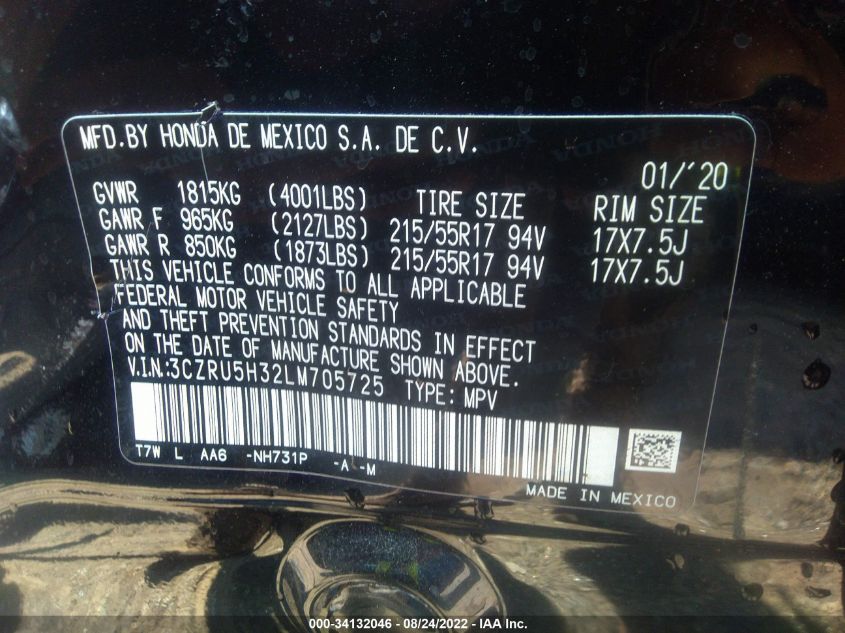 MFD.BY HONDA DE MEXICO S.A. DE C.V.
01/'20
GVWR 1815KG (4001LBS) TIRE SIZE RIM SIZE
GAWR F 965KG (2127LBS) 215/55R17 94V 17X7.5J
GAWR R 850KG (1873LBS) 215/55R17 94V 17X7.5J
THIS VEHICLE CONFORMS TO ALL APPLICABLE
FEDERAL MOTOR VEHICLE SAFETY
AND THEFT PREVENTION STANDARDS IN EFFECT
ON THE DATE OF MANUFACTURE SHOWN ABOVE.
V.I.N:3CZRU5H32LM705725 TYPE: MPV
T7W L AA6 -NH731P -A -M
MADE IN MEXICO
000-34132046 - 08/24/2022 - IAA Inc.